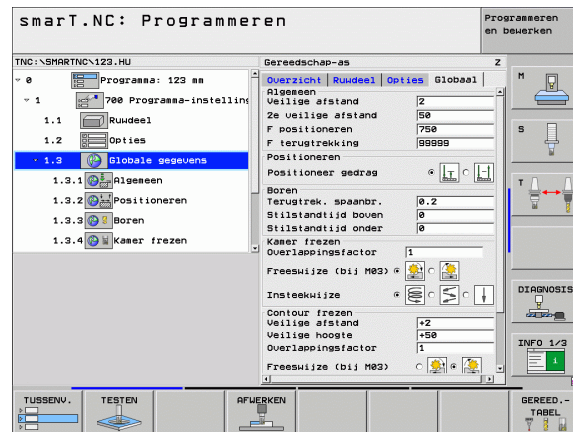 smarT.NC: Programmeren
Programmeren en bewerken
TNC:\SMARTNC\123.HU
Gereedschap-as Z
0 Programma: 123 mm
1 700 Programma-instelling
1.1 Ruwdeel
1.2 Opties
1.3 Globale gegevens
1.3.1 Algemeen
1.3.2 Positioneren
1.3.3 Boren
1.3.4 Kamer frezen
Overzicht Ruwdeel Opties Globaal
Algemeen
Veilige afstand 2
2e veilige afstand 50
F positioneren 750
F terugtrekking 99999
Positioneren
Positioneer gedrag
Boren
Terugtrek. spaanbr. 0.2
Stilstandtijd boven 0
Stilstandtijd onder 0
Kamer frezen
Overlappingsfactor 1
Freeswijze (bij M03)
Insteekwijze
Contour frezen
Veilige afstand +2
Veilige hoogte +50
Overlappingsfactor 1
Freeswijze (bij M03)
M
S
T
DIAGNOSIS
INFO 1/3
TUSSENV.
TESTEN
AFWERKEN
GEREED.-
TABEL